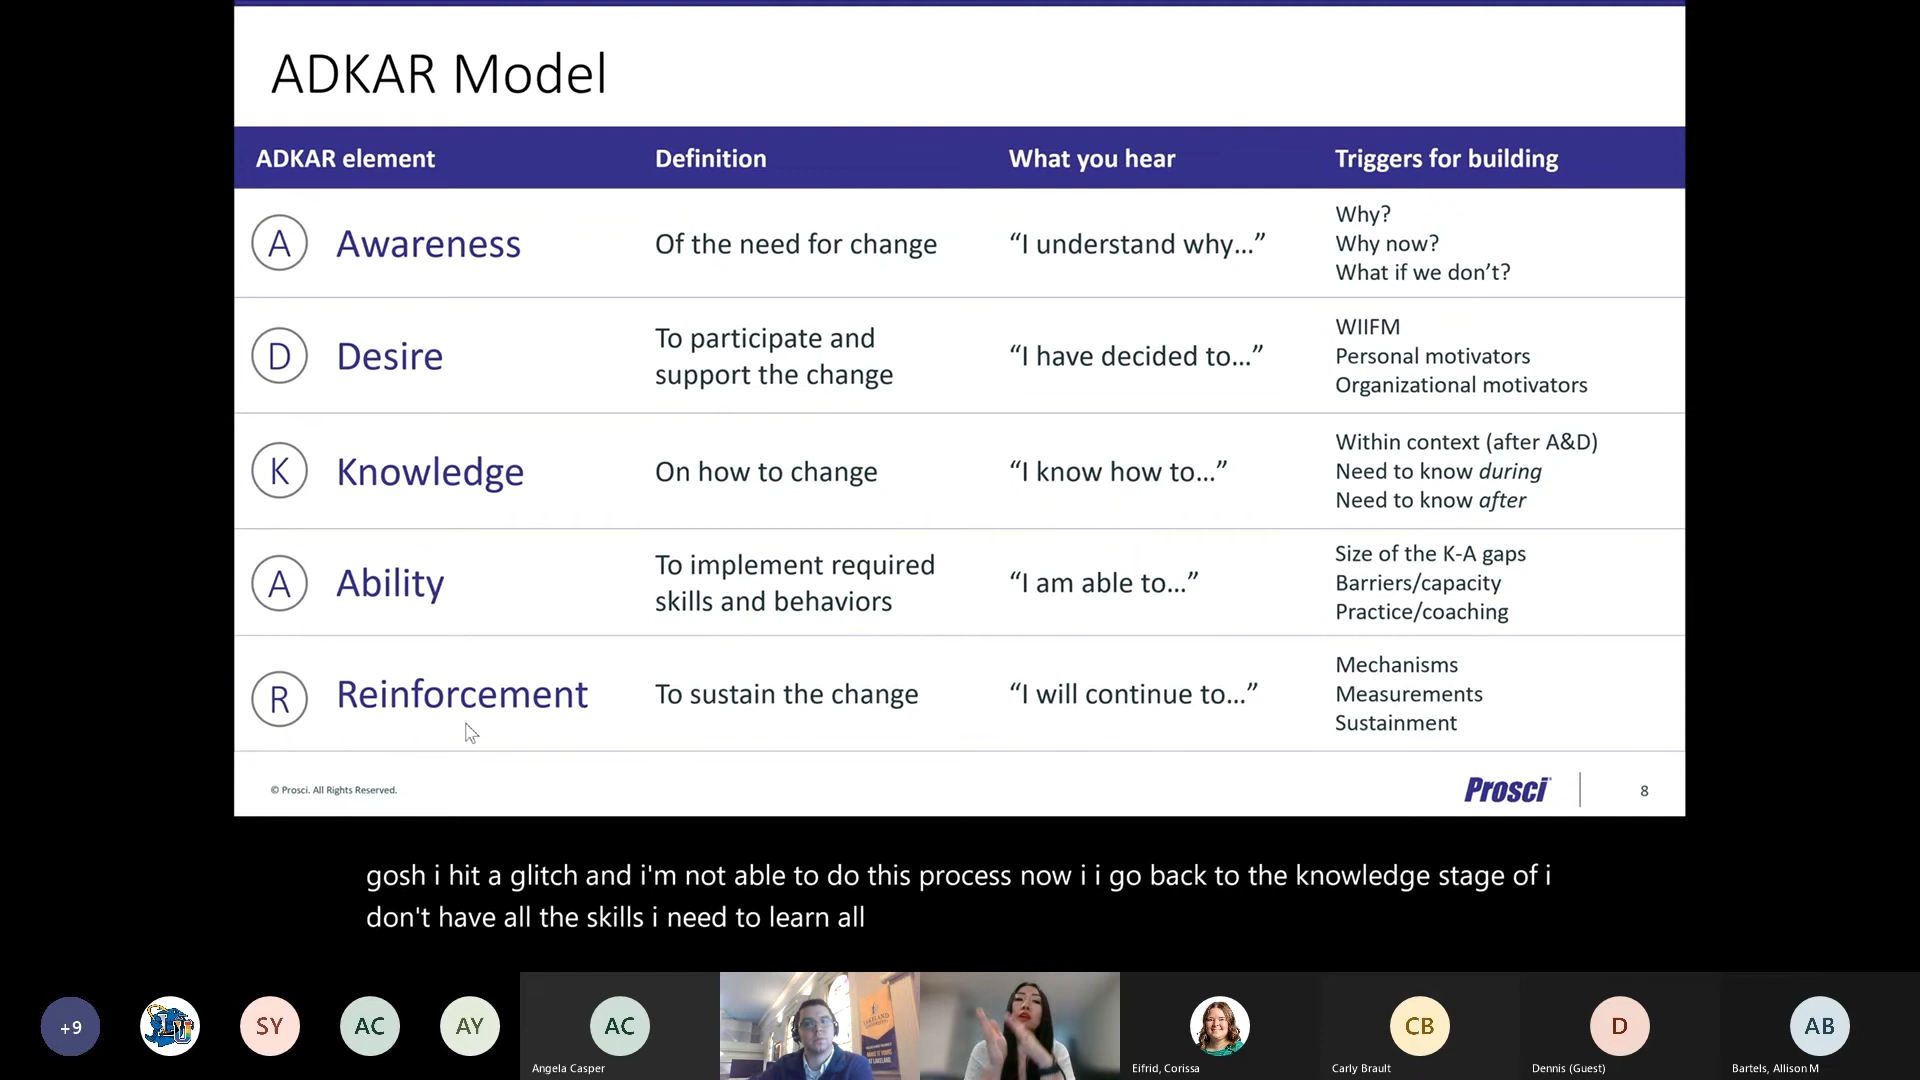 ADKAR Model
ADKAR element Definition What you hear Triggers for building
A Awareness Of the need for change “I understand why...” Why?
Why now?
What if we don’t?
D Desire To participate and support the change “I have decided to...” WIIFM
Personal motivators
Organizational motivators
K Knowledge On how to change “I know how to...” Within context (after A&D)
Need to know during
Need to know after
A Ability To implement required skills and behaviors “I am able to...” Size of the K-A gaps
Barriers/capacity
Practice/coaching
R Reinforcement To sustain the change “I will continue to...” Mechanisms
Measurements
Sustainment
© Prosci. All Rights Reserved. Prosci 8
gosh i hit a glitch and i'm not able to do this process now i i go back to the knowledge stage of i
don't have all the skills i need to learn all
+9 LU SY AC AY AC CB D AB
Angela Casper Eifrid, Corissa Carly Brault Dennis (Guest) Bartels, Allison M